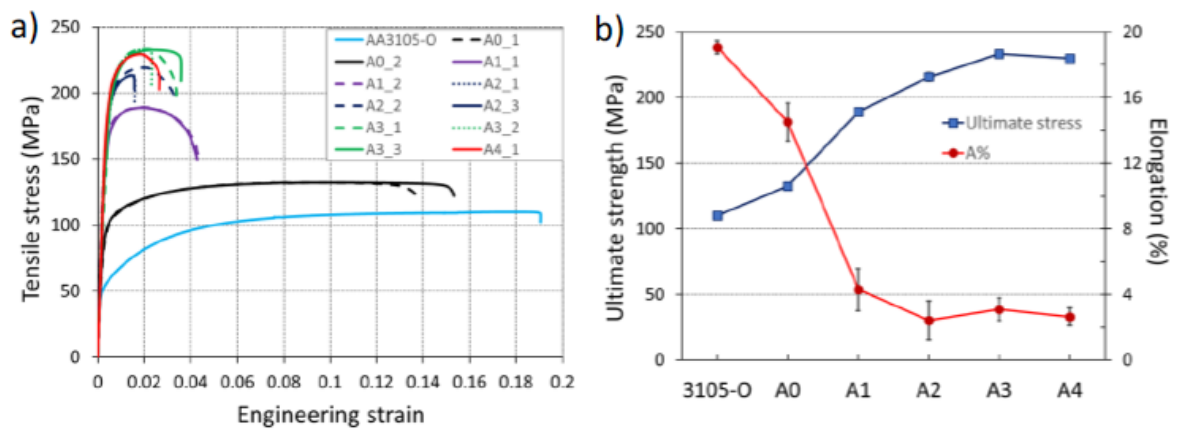 a)
250
200
150
100
50
0
Tensile stress (MPa)
AA3105-O A0_1
A0_2 A1_1
A1_2 A2_1
A2_2 A2_3
A3_1 A3_2
A3_3 A4_1
0 0.02 0.04 0.06 0.08 0.1 0.12 0.14 0.16 0.18 0.2
Engineering strain
b)
250
200
150
100
50
0
Ultimate strength (MPa)
Ultimate stress
A%
20
16
12
8
4
0
Elongation (%)
3105-O A0 A1 A2 A3 A4